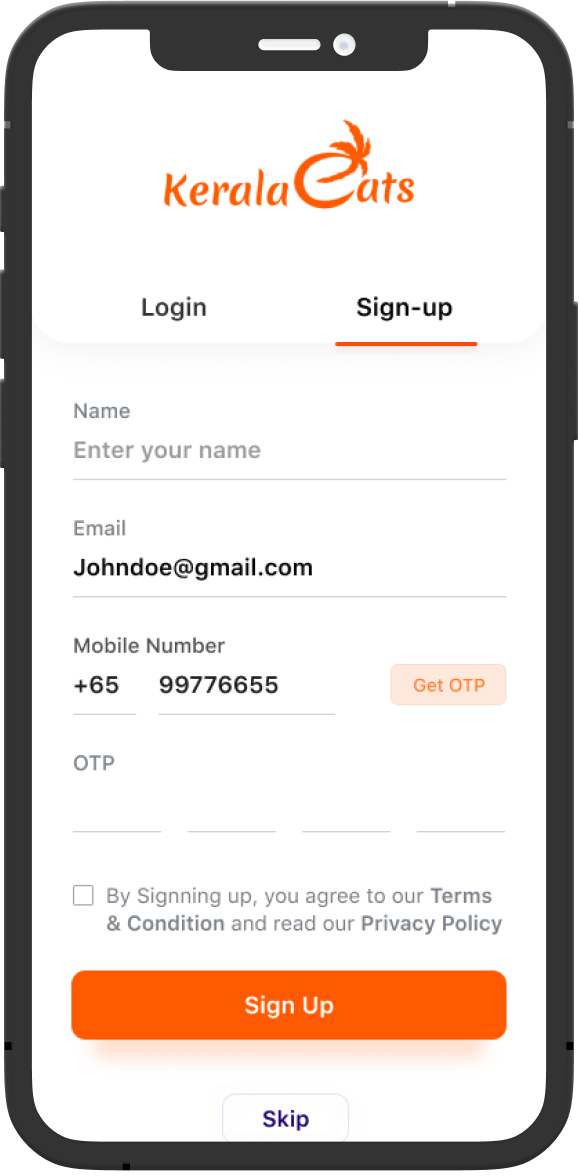 Kerala eats
Login
Sign-up
Name
Enter your name
Email
Johndoe@gmail.com
Mobile Number
+65
99776655
Get OTP
OTP
By Signning up, you agree to our Terms
& Condition and read our Privacy Policy
Sign Up
Skip